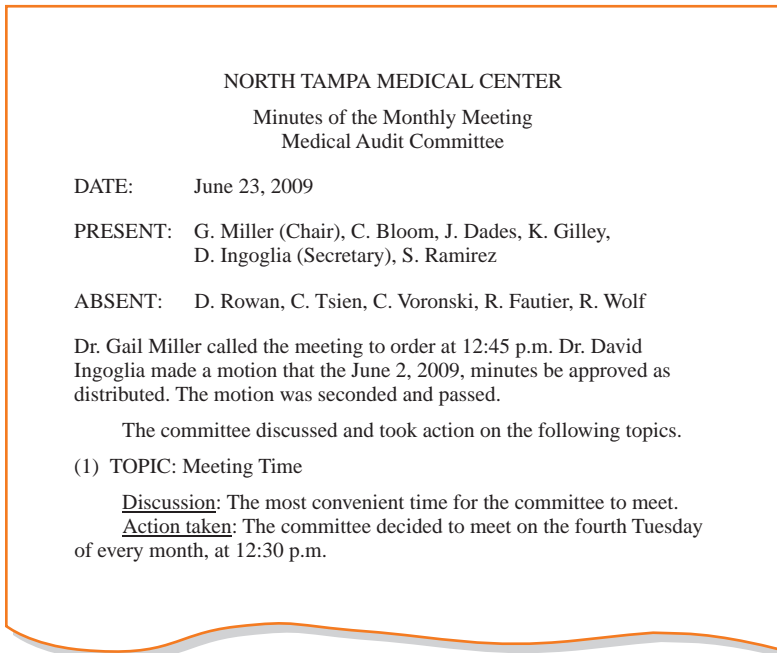 NORTH TAMPA MEDICAL CENTER
Minutes of the Monthly Meeting
Medical Audit Committee
DATE: June 23, 2009
PRESENT: G. Miller (Chair), C. Bloom, J. Dades, K. Gilley,
D. Ingoglia (Secretary), S. Ramirez
ABSENT: D. Rowan, C. Tsien, C. Voronski, R. Fautier, R. Wolf
Dr. Gail Miller called the meeting to order at 12:45 p.m. Dr. David
Ingoglia made a motion that the June 2, 2009, minutes be approved as
distributed. The motion was seconded and passed.
The committee discussed and took action on the following topics.
(1) TOPIC: Meeting Time
Discussion: The most convenient time for the committee to meet.
Action taken: The committee decided to meet on the fourth Tuesday
of every month, at 12:30 p.m.